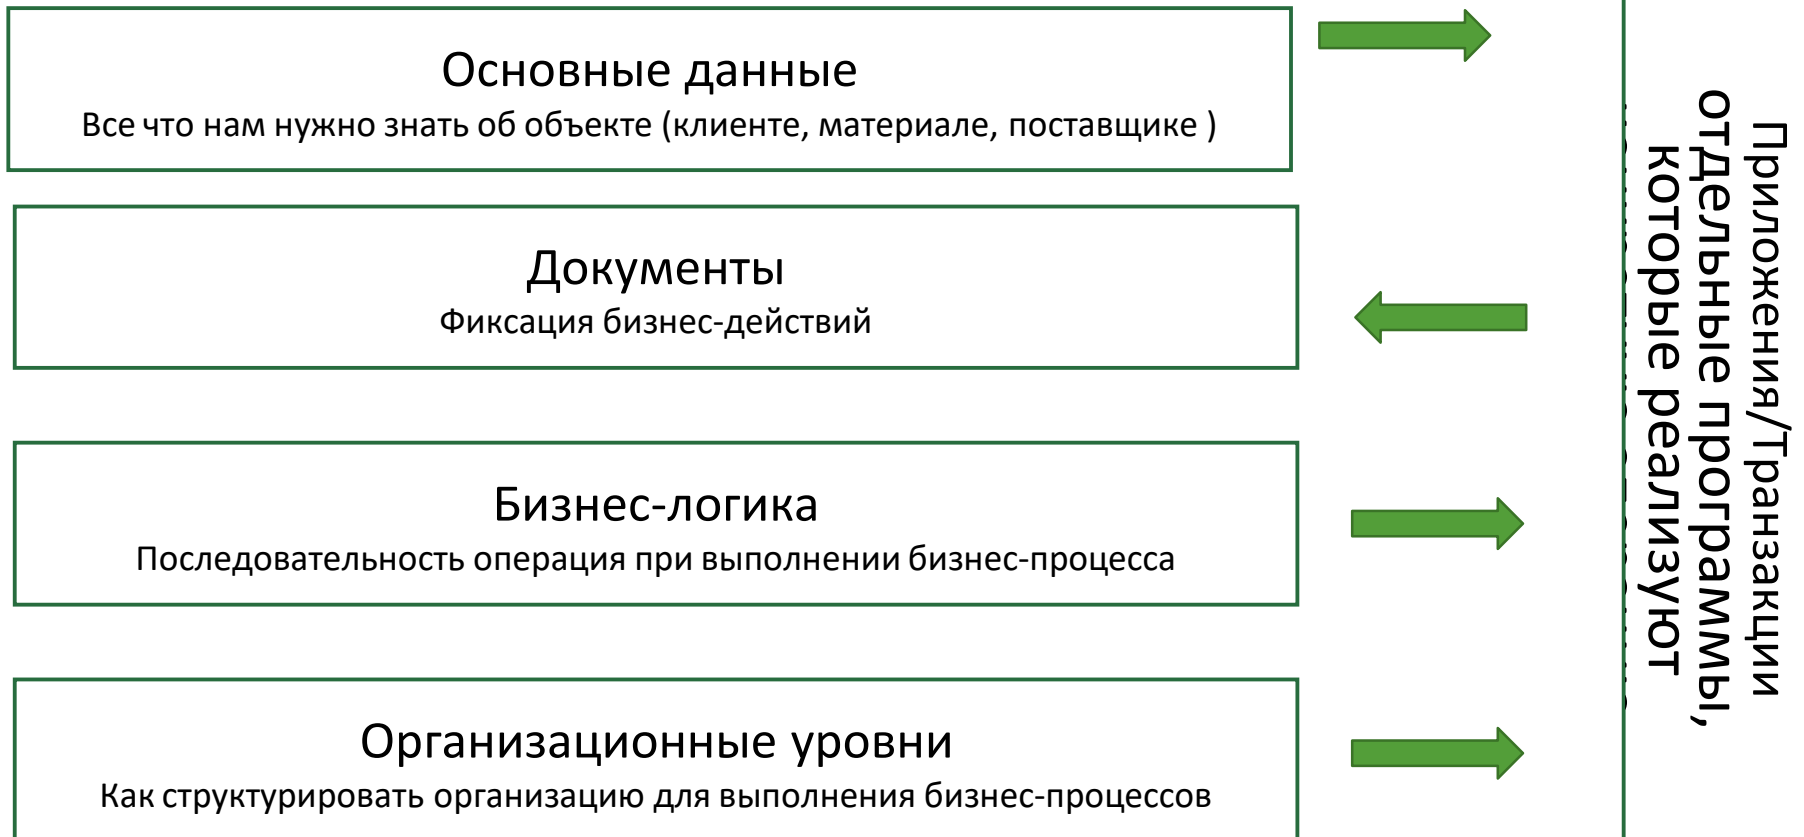 Основные данные
Все что нам нужно знать об объекте (клиенте, материале, поставщике )
Документы
Фиксация бизнес-действий
Бизнес-логика
Последовательность операция при выполнении бизнес-процесса
Организационные уровни
Как структурировать организацию для выполнения бизнес-процессов
Приложения/Транзакции
отдельные программы,
которые реализуют